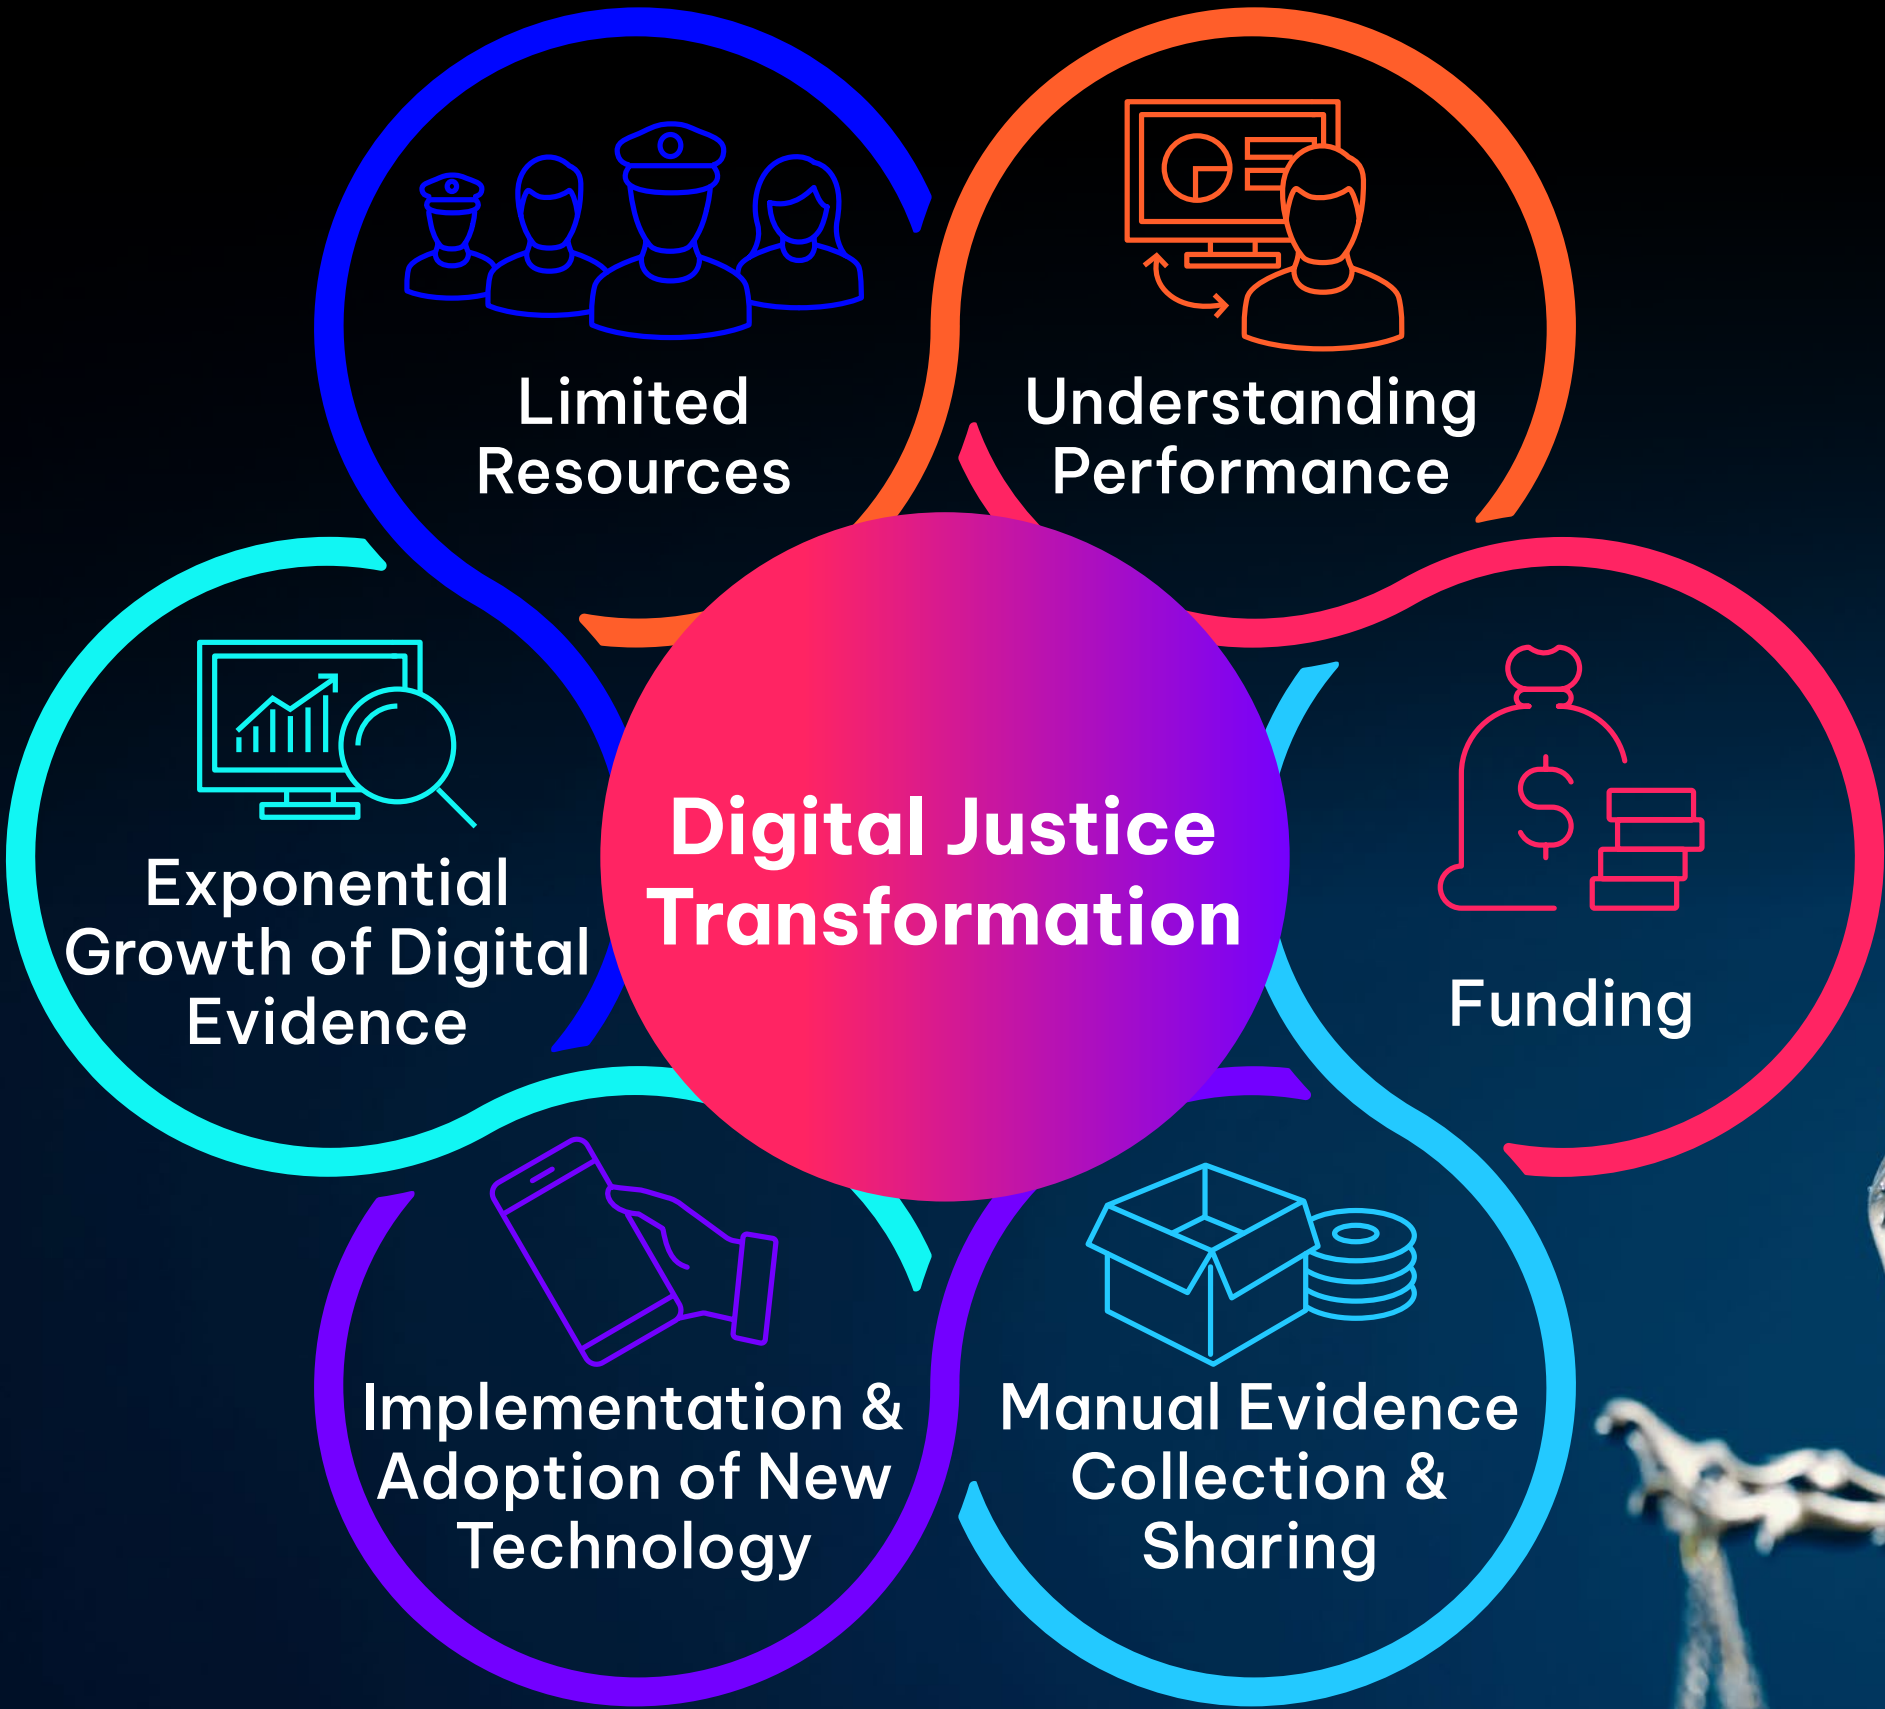 Limited
Resources
Understanding
Performance
Funding
Manual Evidence
Collection &
Sharing
Implementation &
Adoption of New
Technology
Exponential
Growth of Digital
Evidence
Digital Justice
Transformation
$